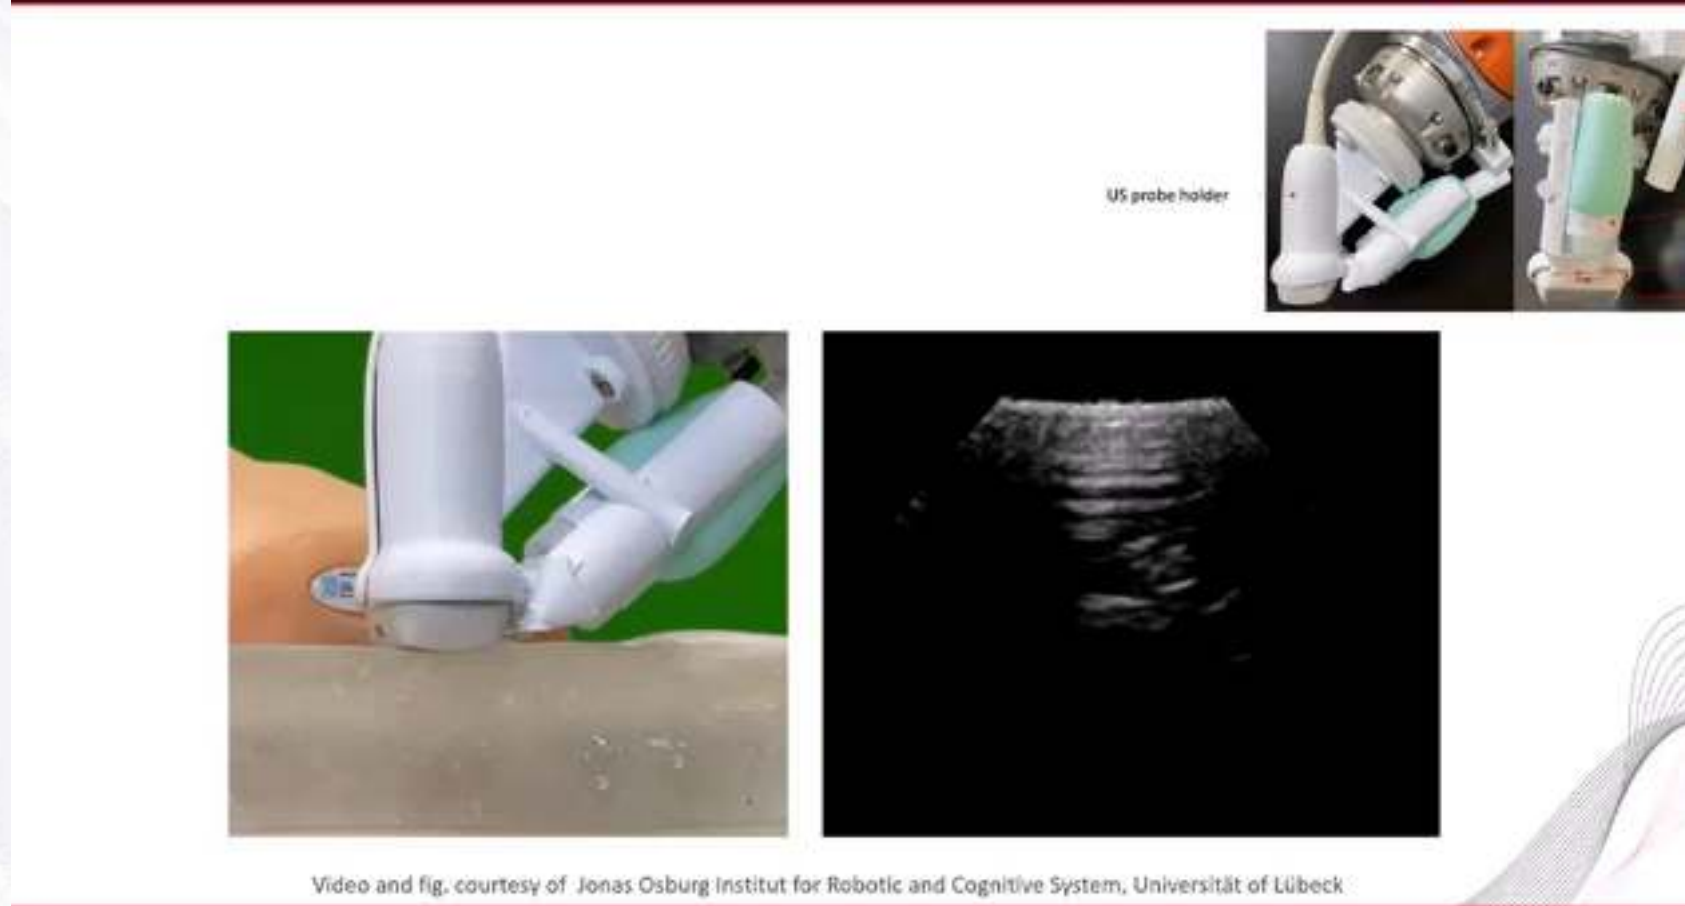 US probe holder
Video and fig. courtesy of Jonas Osburg Institut for Robotic and Cognitive System, Universität of Lübeck